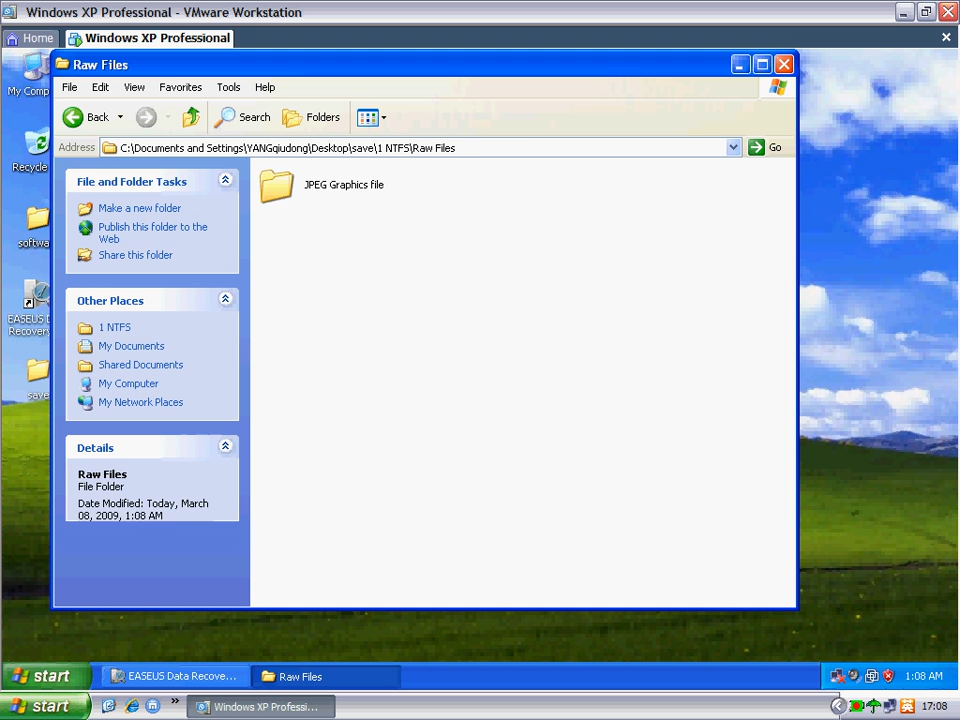 Windows XP Professional - VMware Workstation
Home
Windows XP Professional
Raw Files
File Edit View Favorites Tools Help
Back Search Folders
Address C:\Documents and Settings\YANGqiudong\Desktop\save\1 NTFS\Raw Files Go
My Comp
Recycle
softwa
EASEUS Da
Recovery
save
File and Folder Tasks
Make a new folder
Publish this folder to the
Web
Share this folder
Other Places
1 NTFS
My Documents
Shared Documents
My Computer
My Network Places
Details
Raw Files
File Folder
Date Modified: Today, March
08, 2009, 1:08 AM
JPEG Graphics file
start EASEUS Data Recove... Raw Files 1:08 AM
start » Windows XP Professi... 17:08